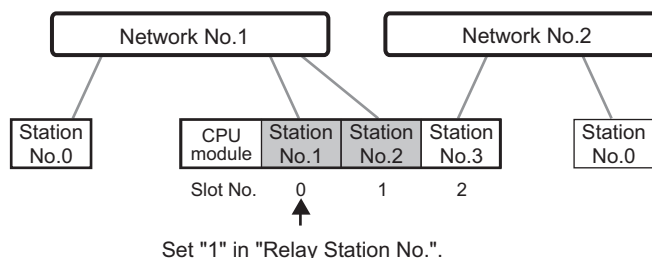 Network No.1
Network No.2
Station
No.0
CPU
module
Station
No.1
Station
No.2
Station
No.3
Station
No.0
Slot No.
0
1
2
Set "1" in "Relay Station No.".